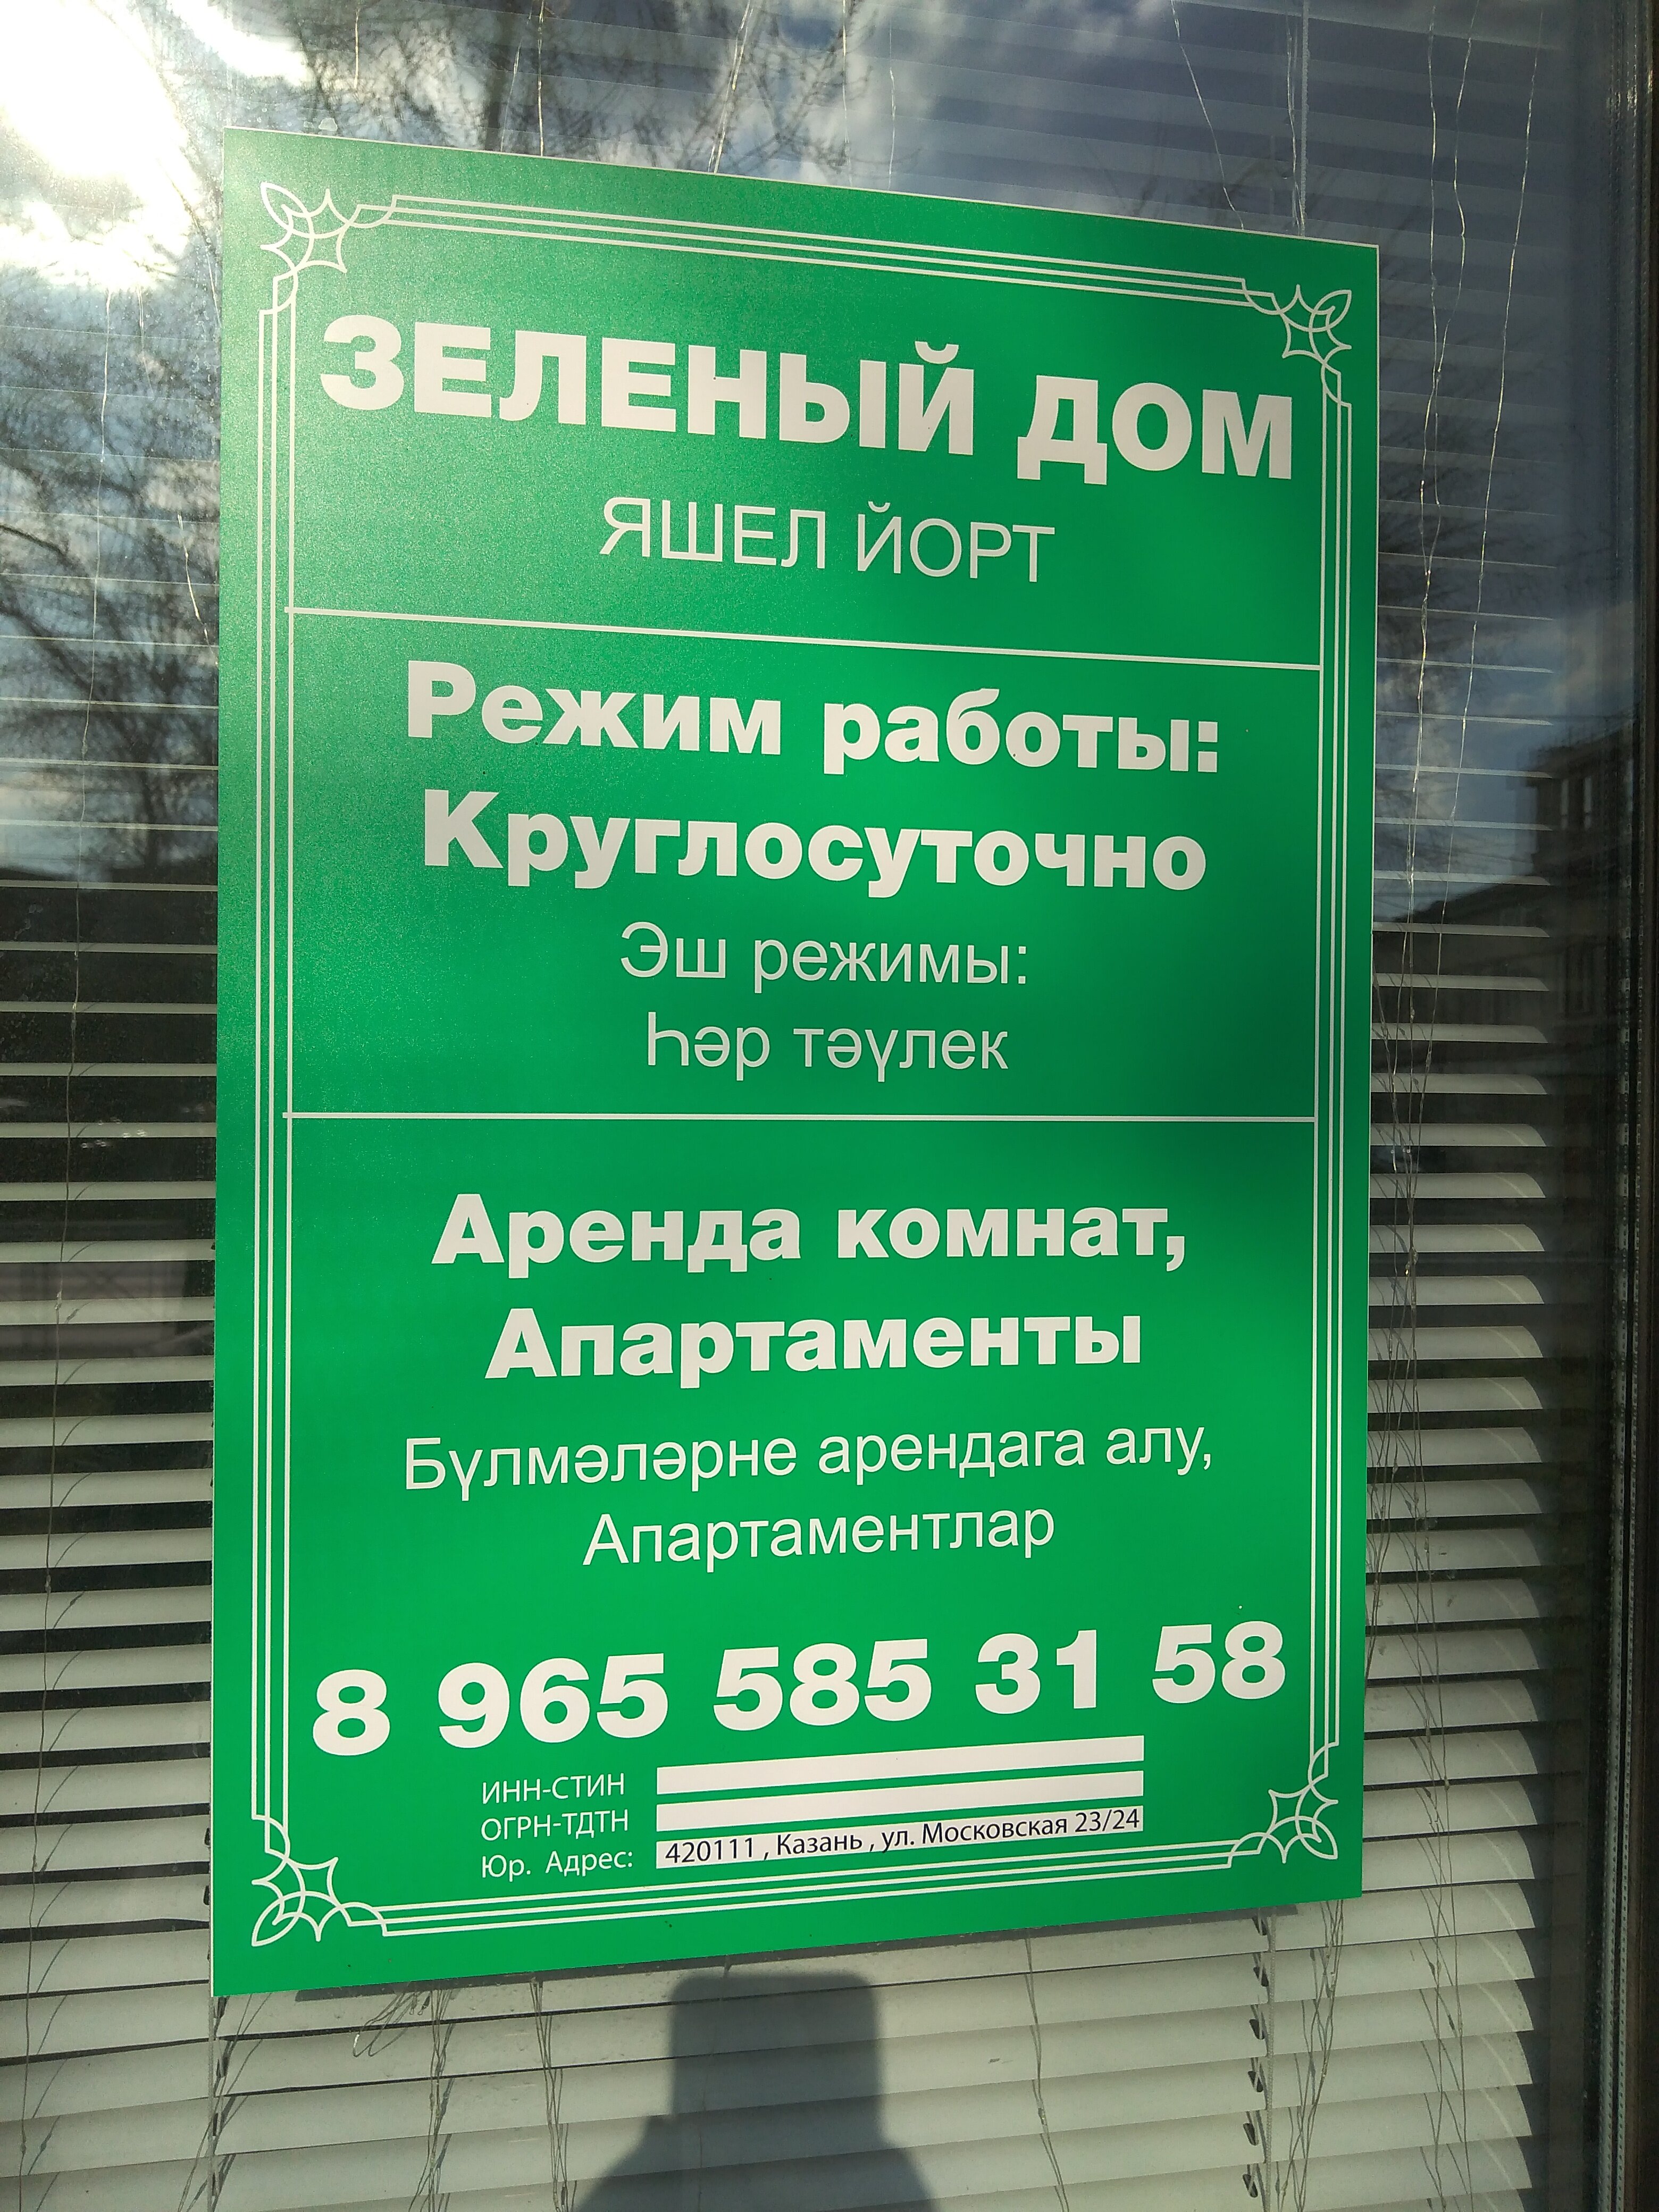 ЗЕЛЕНЫЙ ДОМ
ЯШЕЛ ЙОРТ
Режим работы:
Круглосуточно
Эш режимы:
Һәр тәүлек
Аренда комнат,
Апартаменты
Бүлмәләрне арендага алу,
Апартаментлар
8 965 585 31 58
ИНН-СТИН
ОГРН-ТДТН
Юр. Адрес: 420111 , Казань , ул. Московская 23/24